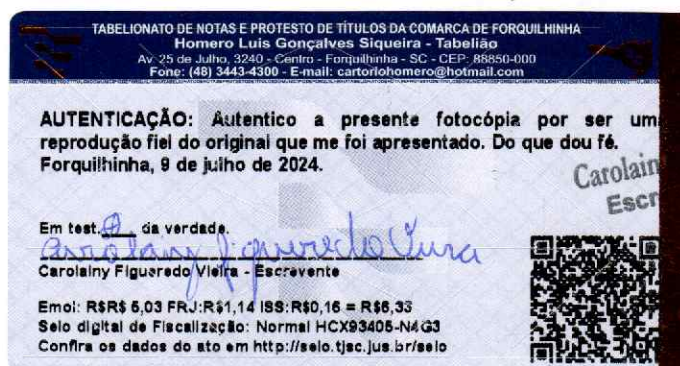 TABELIONATO DE NOTAS E PROTESTO DE TÍTULOS DA COMARCA DE FORQUILHINHA
Homero Luis Gonçalves Siqueira - Tabelião
Av. 25 de Julho, 3240 - Centro - Forquilhinha - SC - CEP: 88850-000
Fone: (48) 3443-4300 - E-mail: cartoriohomero@hotmail.com
AUTENTICAÇÃO: Autentico a presente fotocópia por ser um
reprodução fiel do original que me foi apresentado. Do que dou fé.
Forquilhinha, 9 de julho de 2024.
Carolain
Escr
Em test. da verdade.
Carolainy Figueredo Vieira - Escrevente
Emol: R$R$ 5,03 FRJ:R$1,14 ISS:R$0,16 = R$6,33
Selo digital de Fiscalização: Normal HCX93405-N4G3
Confira os dados do ato em http://selo.tjsc.jus.br/selo